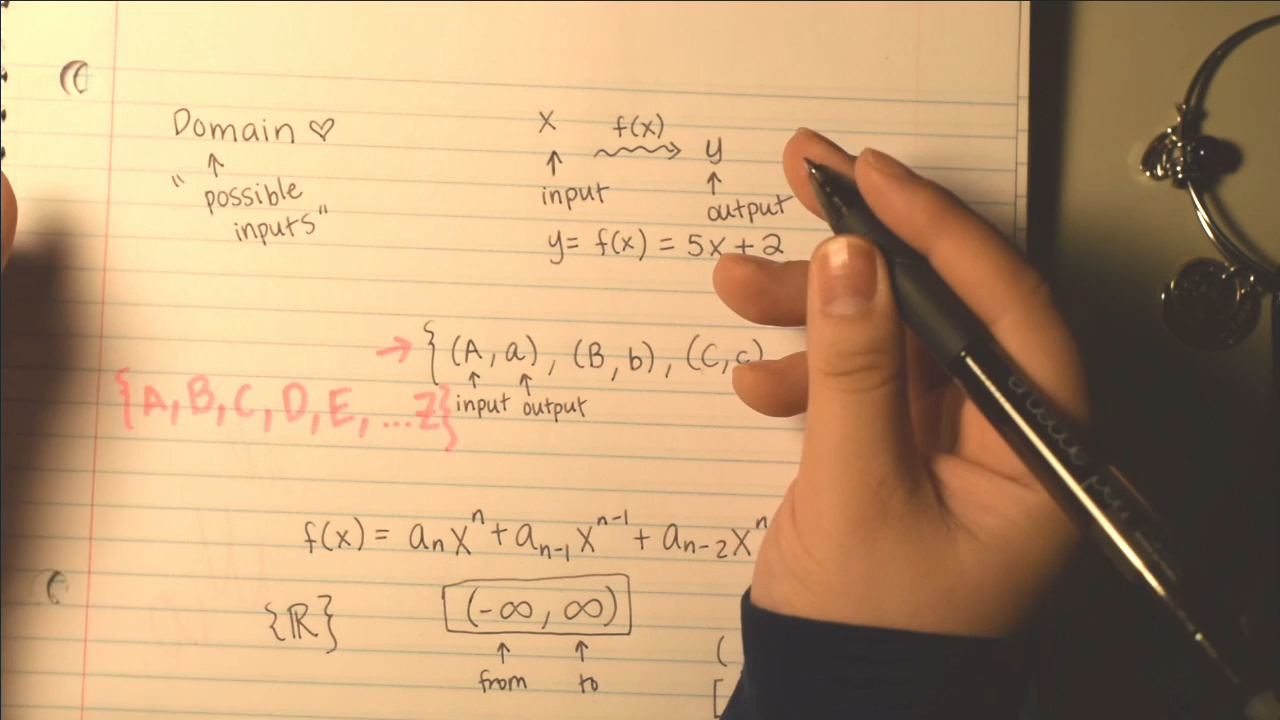 Domain ♡
↑
" possible
inputs"
x f(x) y
↑ ↑
input output
y= f(x) = 5x+2
→ { (A,a), (B,b), (C,c)
↑ ↑
input output
{A,B,C,D,E,...Z}
f(x) = aₙxⁿ + aₙ₋₁xⁿ⁻¹ + aₙ₋₂xⁿ
{ℝ} (-∞, ∞)
↑ ↑
from to
(
[